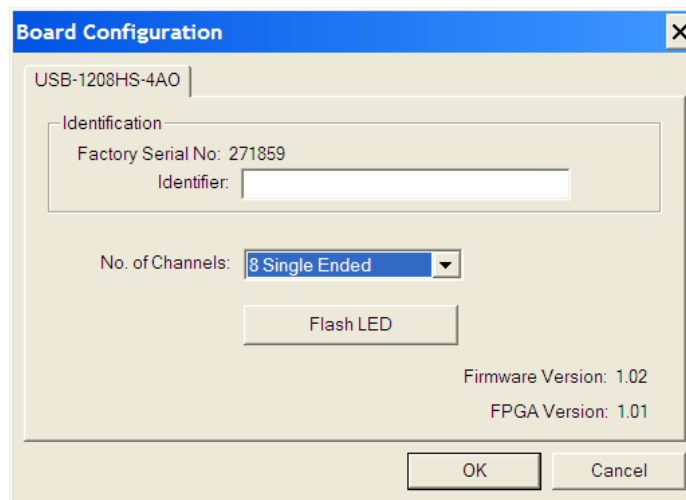 Board Configuration
USB-1208HS-4AO
Identification
Factory Serial No: 271859
Identifier:
No. of Channels: 8 Single Ended
Flash LED
Firmware Version: 1.02
FPGA Version: 1.01
OK Cancel